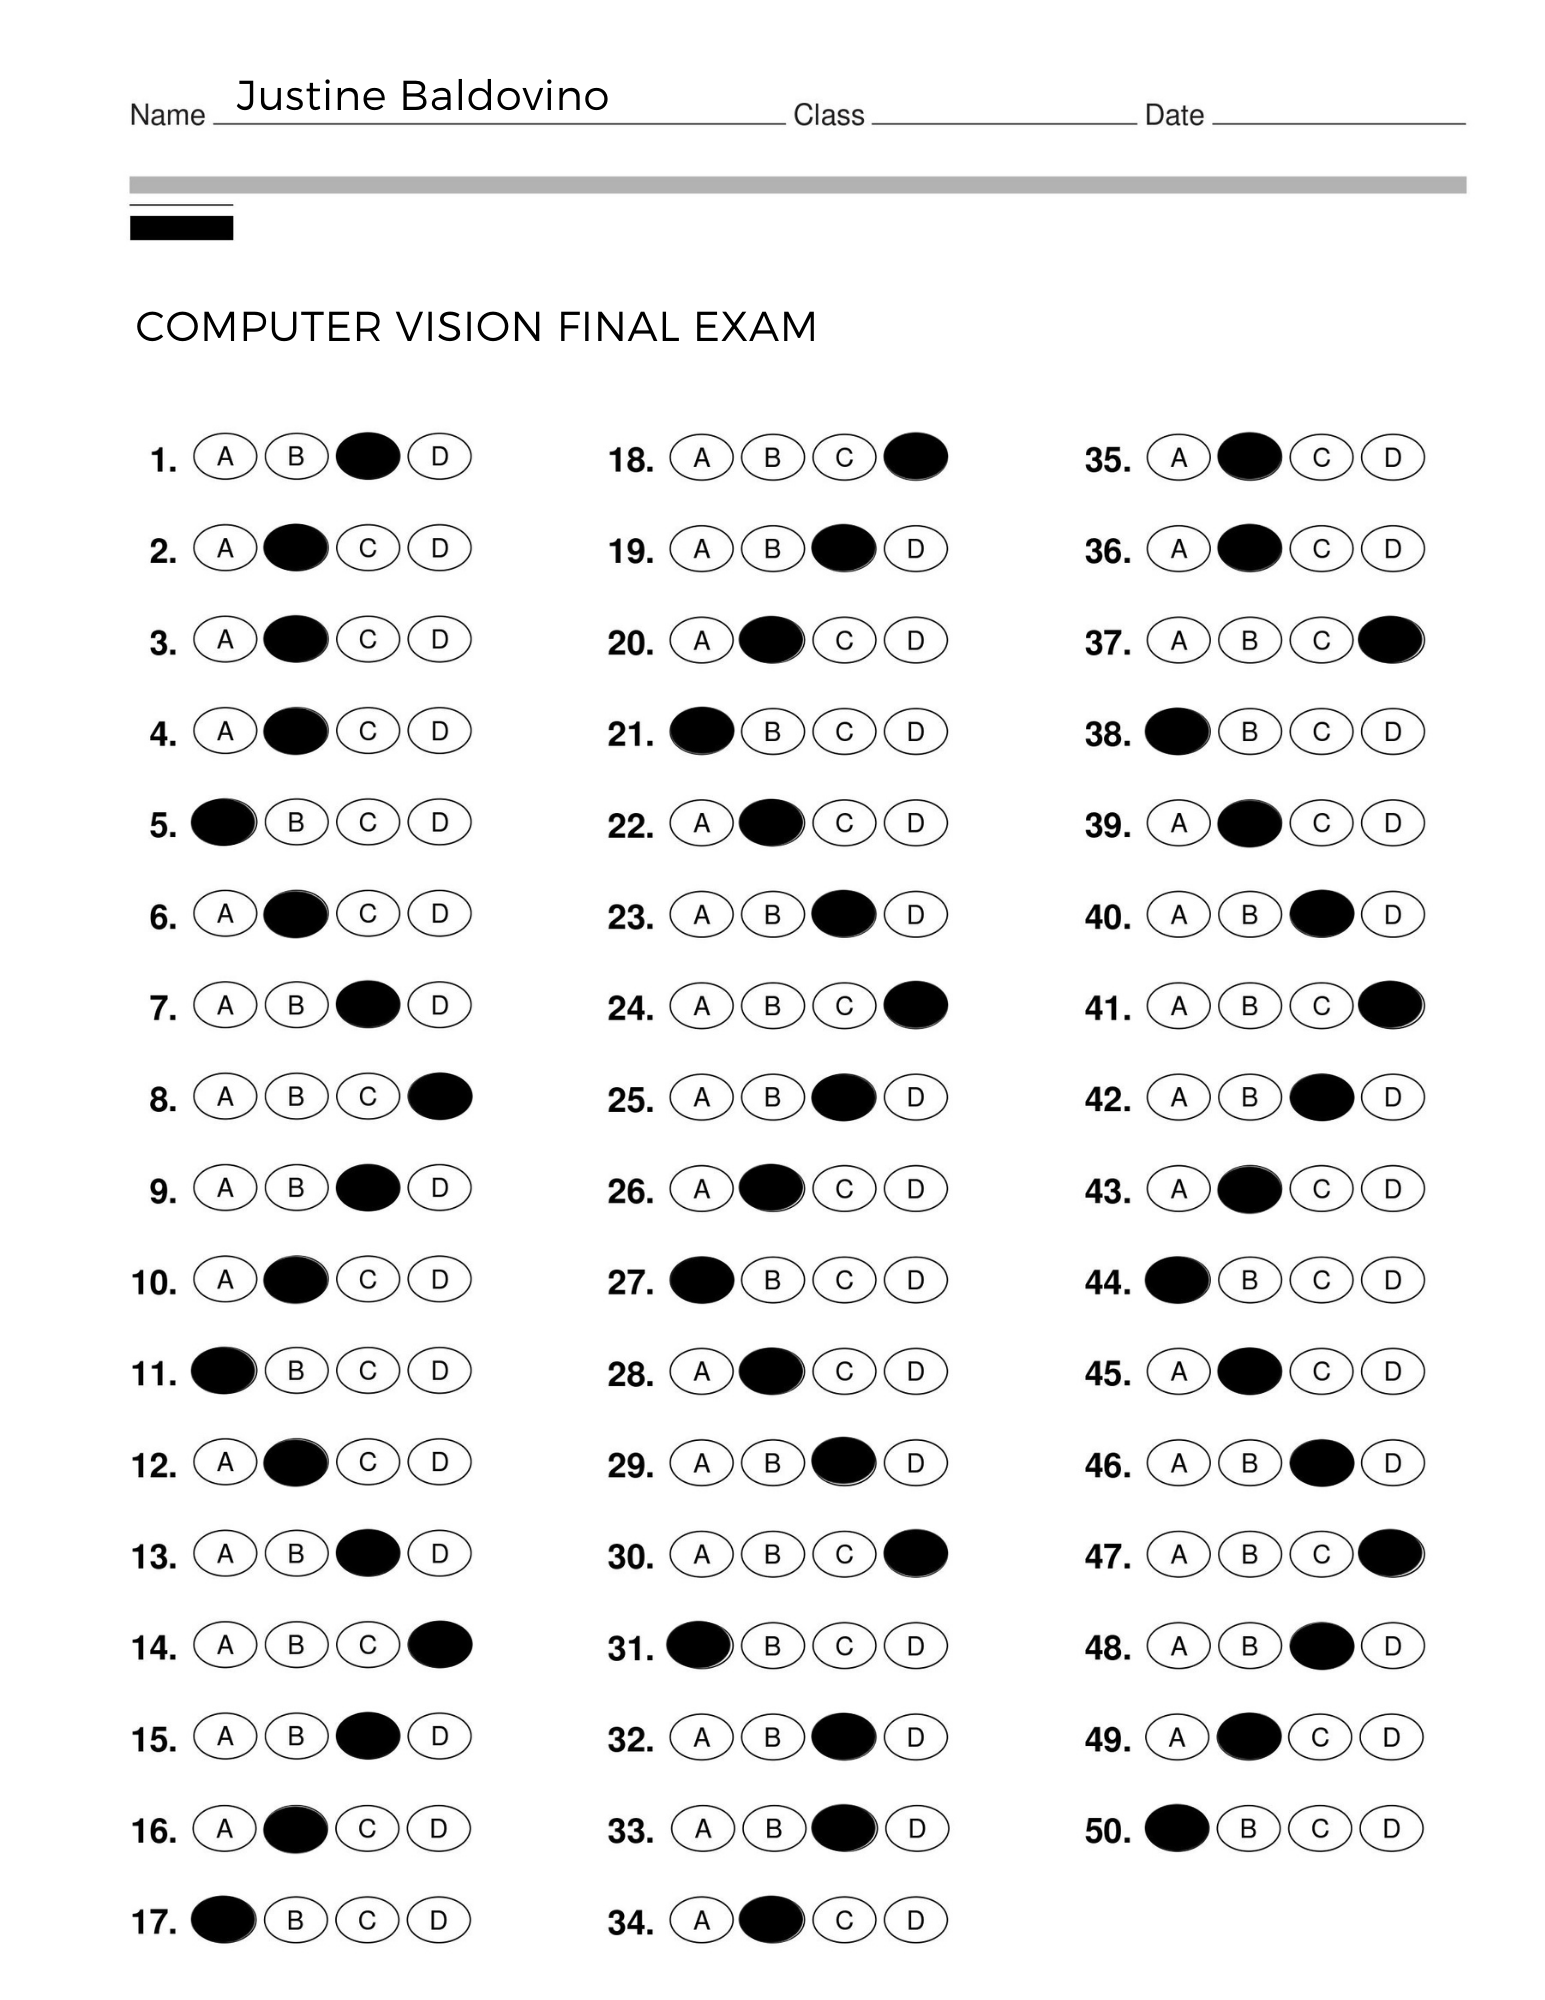 Name Justine Baldovino Class Date
COMPUTER VISION FINAL EXAM
1. A B D
2. A C D
3. A C D
4. A C D
5. B C D
6. A C D
7. A B D
8. A B C
9. A B D
10. A C D
11. B C D
12. A C D
13. A B D
14. A B C
15. A B D
16. A C D
17. B C D
18. A B C
19. A B D
20. A C D
21. B C D
22. A C D
23. A B D
24. A B C
25. A B D
26. A C D
27. B C D
28. A C D
29. A B D
30. A B C
31. B C D
32. A B D
33. A B D
34. A C D
35. A C D
36. A C D
37. A B C
38. B C D
39. A C D
40. A B D
41. A B C
42. A B D
43. A C D
44. B C D
45. A C D
46. A B D
47. A B C
48. A B D
49. A C D
50. B C D